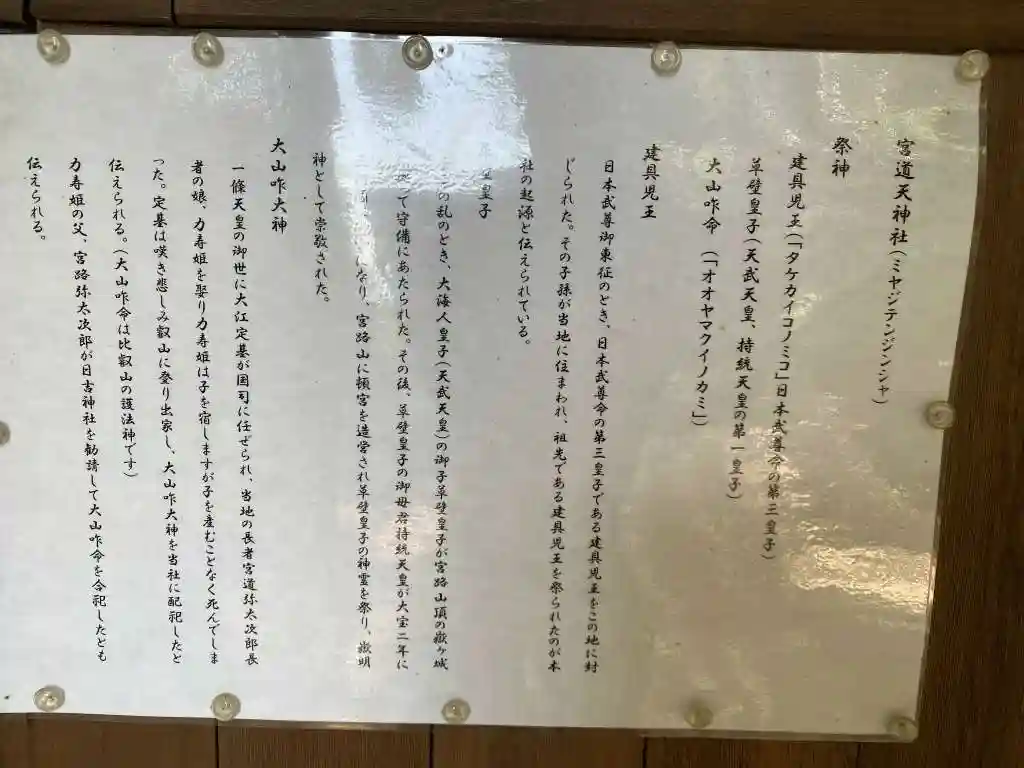 宮道天神社(ミヤジテンジンシャ)
祭神
建具児王(「タケカイコノミコ」日本武尊命の第三皇子)
草壁皇子(天武天皇、持統天皇の第一皇子)
大山咋命 (「オオヤマクイノカミ」)
建具児王
日本武尊御東征のとき、日本武尊命の第三皇子である建具児王をこの地に封
じられた。その子孫が当地に住まわれ、祖先である建具児王を祭られたのが本
社の起源と伝えられている。
皇子
の乱のとき、大海人皇子(天武天皇)の御子草壁皇子が宮路山頂の嶽ヶ城
って守備にあたられた。その後、草壁皇子の御母君持統天皇が大宝二年に
になり、宮路山に頓宮を造営され草壁皇子の神霊を祭り、嶽明
神として崇敬された。
大山咋大神
一條天皇の御世に大江定基が国司に任ぜられ、当地の長者宮道弥太次郎長
者の娘、力寿姫を娶り力寿姫は子を宿しますが子を産むことなく死んでしま
った。定基は嘆き悲しみ叡山に登り出家し、大山咋大神を当社に配祀したと
伝えられる。(大山咋命は比叡山の護法神です)
力寿姫の父、宮路弥太次郎が日吉神社を勧請して大山咋命を合祀したとも
伝えられる。